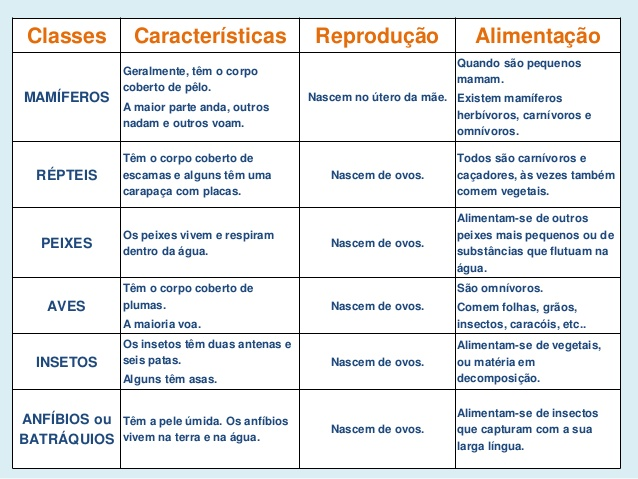 Classes Características Reprodução Alimentação
MAMÍFEROS
Geralmente, têm o corpo
coberto de pêlo.
A maior parte anda, outros
nadam e outros voam.
Nascem no útero da mãe.
Quando são pequenos
mamam.
Existem mamíferos
herbívoros, carnívoros e
omnívoros.
RÉPTEIS
Têm o corpo coberto de
escamas e alguns têm uma
carapaça com placas.
Nascem de ovos.
Todos são carnívoros e
caçadores, às vezes também
comem vegetais.
PEIXES
Os peixes vivem e respiram
dentro da água.
Nascem de ovos.
Alimentam-se de outros
peixes mais pequenos ou de
substâncias que flutuam na
água.
AVES
Têm o corpo coberto de
plumas.
A maioria voa.
Nascem de ovos.
São omnívoros.
Comem folhas, grãos,
insectos, caracóis, etc..
INSETOS
Os insetos têm duas antenas e
seis patas.
Alguns têm asas.
Nascem de ovos.
Alimentam-se de vegetais,
ou matéria em
decomposição.
ANFÍBIOS ou
BATRÁQUIOS
Têm a pele úmida. Os anfíbios
vivem na terra e na água.
Nascem de ovos.
Alimentam-se de insectos
que capturam com a sua
larga língua.